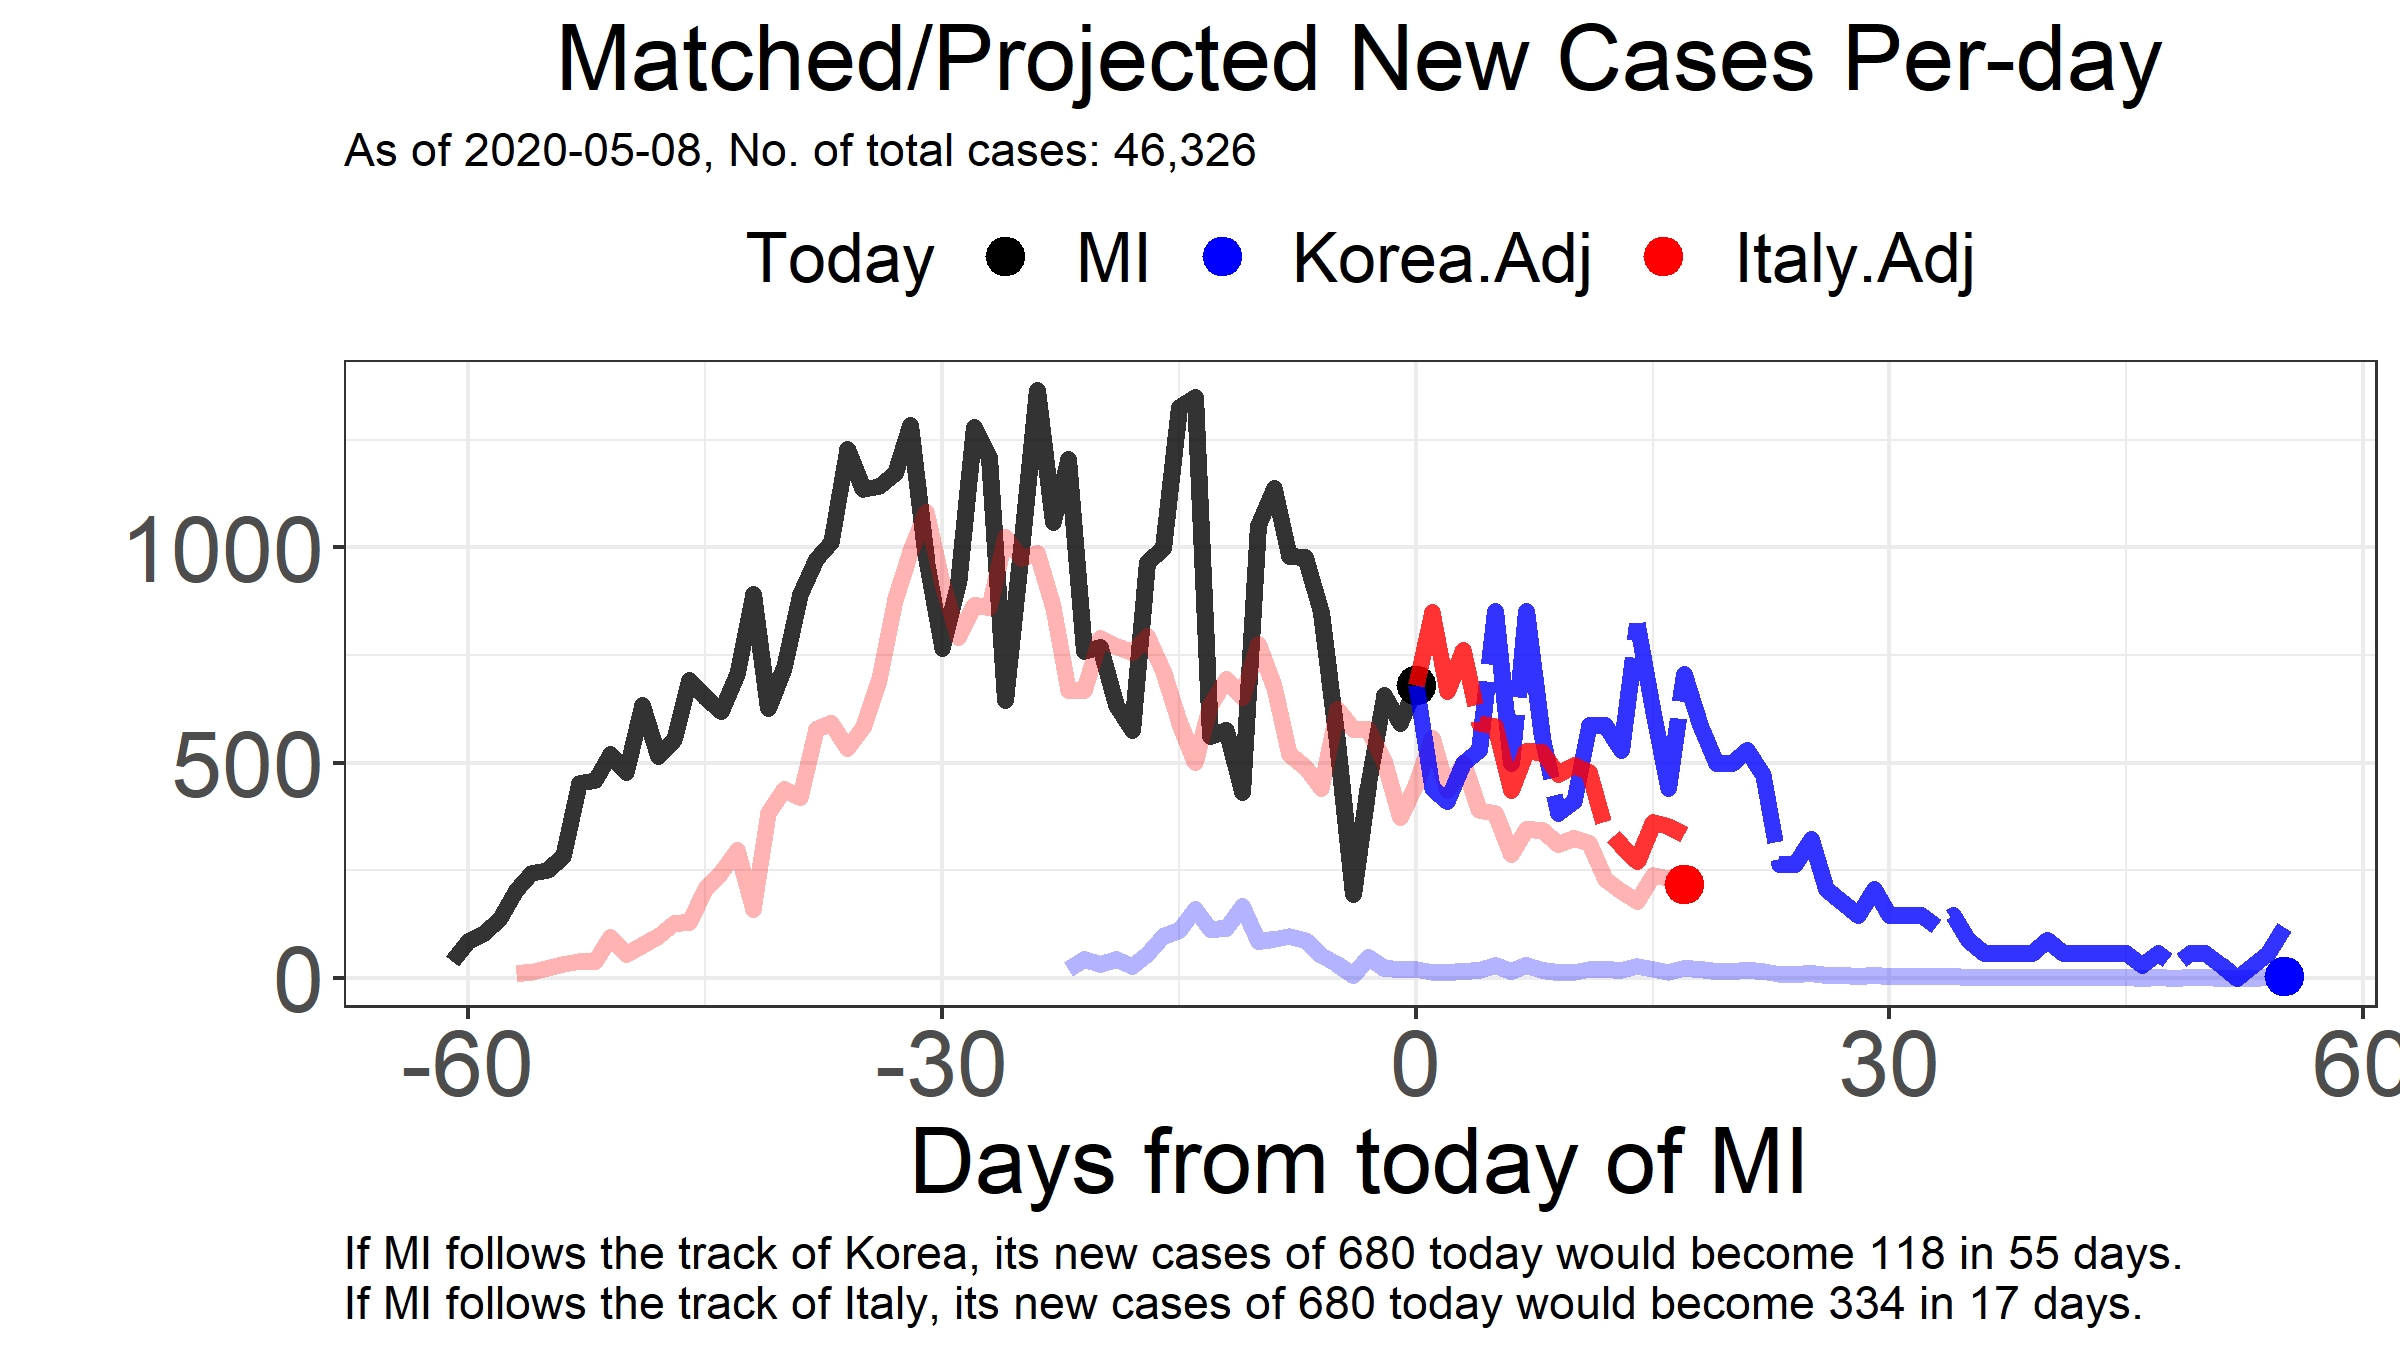 Matched/Projected New Cases Per-day
As of 2020-05-08, No. of total cases: 46,326
Today MI Korea.Adj Italy.Adj
1000
500
0
-60 -30 0 30 60
Days from today of MI
If MI follows the track of Korea, its new cases of 680 today would become 118 in 55 days.
If MI follows the track of Italy, its new cases of 680 today would become 334 in 17 days.